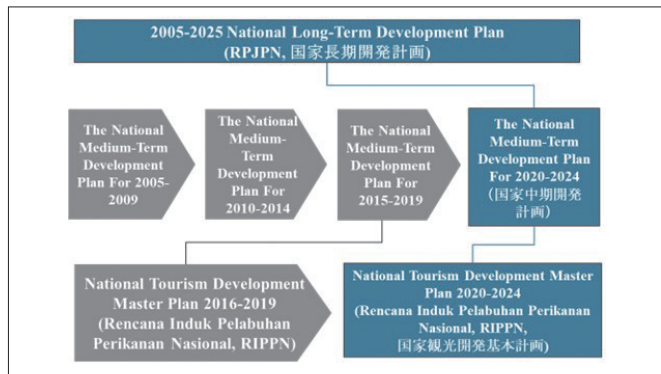 2005-2025 National Long-Term Development Plan
(RPJPN, 国家長期開発計画)
The National
Medium-Term
Development
Plan For 2005-
2009
The National
Medium-
Term
Development
Plan For
2010-2014
The National
Medium-Term
Development
Plan For
2015-2019
The National
Medium-Term
Development Plan
For 2020-2024
（国家中期開発
計画）
National Tourism Development
Master Plan 2016-2019
(Rencana Induk Pelabuhan
Perikanan Nasional, RIPPN)
National Tourism Development Master
Plan 2020-2024
(Rencana Induk Pelabuhan Perikanan
Nasional, RIPPN,
国家観光開発基本計画)